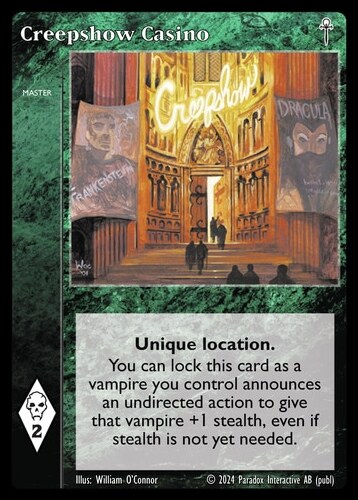 Creepshow Casino
MASTER
Creepshow
FRANKENSTEIN
DRACULA
Unique location.
You can lock this card as a
vampire you control announces
an undirected action to give
that vampire +1 stealth, even if
stealth is not yet needed.
2
Illus: William O'Connor © 2024 Paradox Interactive AB (publ)